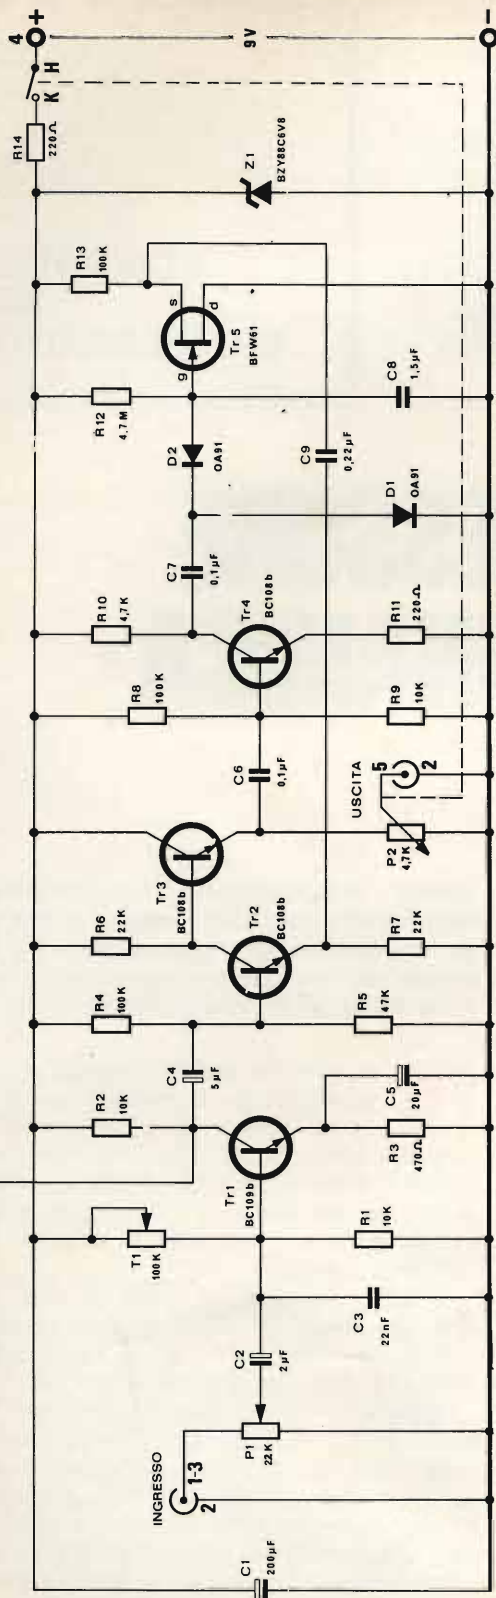 INGRESSO
1-3
2
C1
200µF
P1
22K
C2
2µF
C3
22nF
T1
100K
R1
10K
Tr1
BC109b
R2
10K
R3
470Ω
C5
20µF
C4
5µF
R4
100K
R5
47K
Tr2
BC108b
R6
22K
R7
22K
Tr3
BC108b
C6
0,1µF
P2
4,7K
USCITA
5
2
R8
100K
R9
10K
Tr4
BC108b
R10
4,7K
R11
220Ω
C7
0,1µF
D1
OA91
D2
OA91
C9
0,22µF
R12
4,7M
C8
1,5µF
g
s
d
Tr5
BFW61
R13
100K
Z1
BZY88C6V8
R14
220Ω
K
H
4
+
9V
−